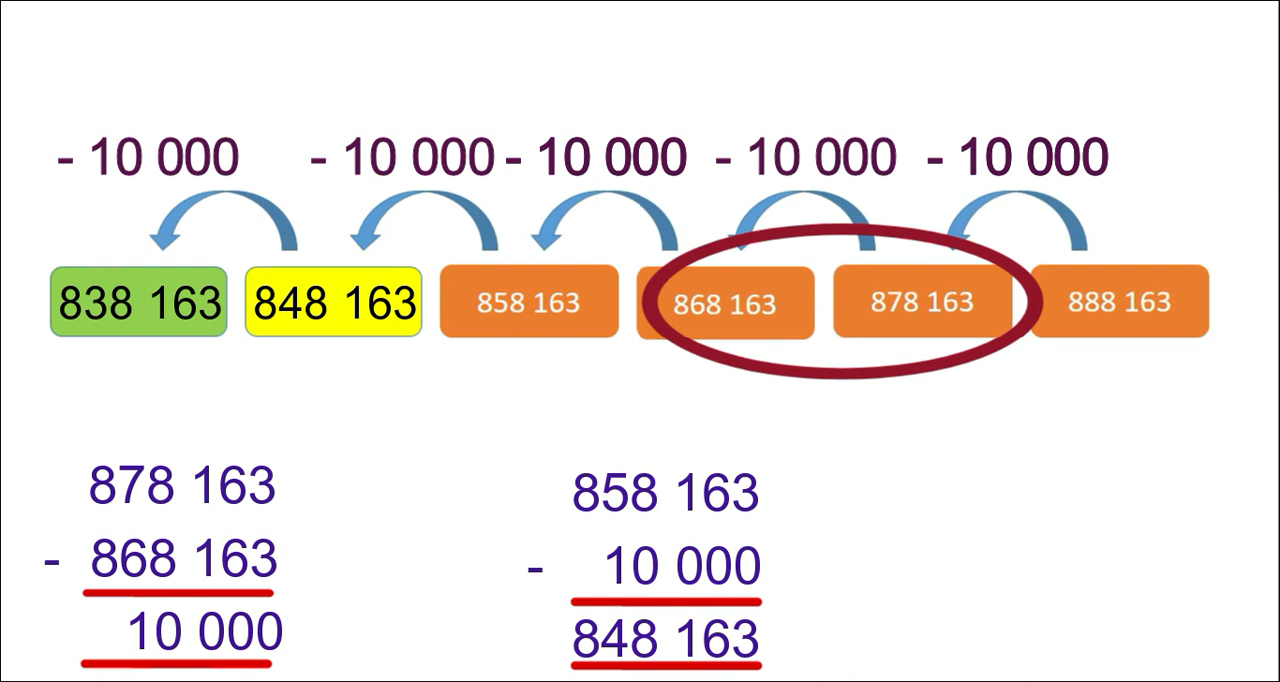 - 10 000 - 10 000 - 10 000 - 10 000 - 10 000
838 163 848 163 858 163 868 163 878 163 888 163
878 163
- 868 163
10 000
858 163
- 10 000
848 163